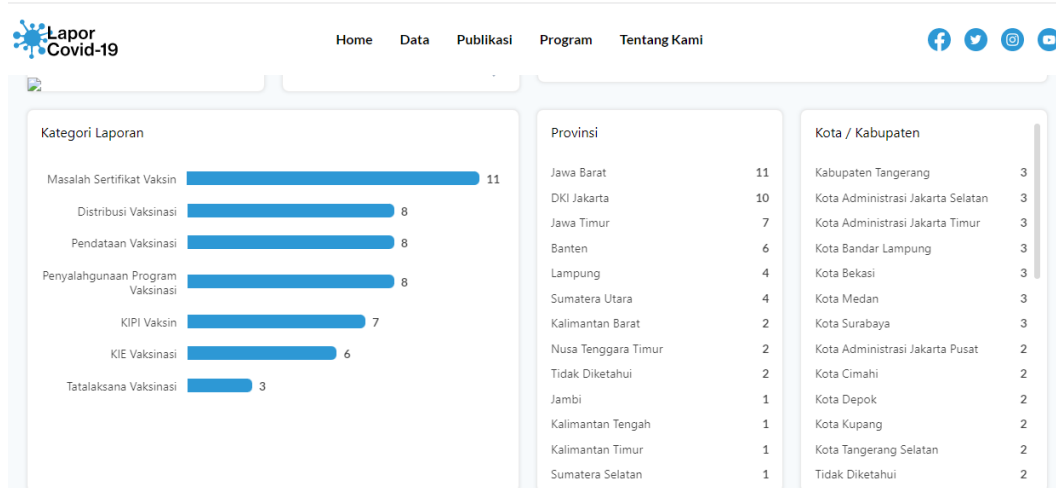 Lapor
Covid-19
Home Data Publikasi Program Tentang Kami
Kategori Laporan
Masalah Sertifikat Vaksin 11
Distribusi Vaksinasi 8
Pendataan Vaksinasi 8
Penyalahgunaan Program
Vaksinasi 8
KIPI Vaksin 7
KIE Vaksinasi 6
Tatalaksana Vaksinasi 3
Provinsi
Jawa Barat 11
DKI Jakarta 10
Jawa Timur 7
Banten 6
Lampung 4
Sumatera Utara 4
Kalimantan Barat 2
Nusa Tenggara Timur 2
Tidak Diketahui 2
Jambi 1
Kalimantan Tengah 1
Kalimantan Timur 1
Sumatera Selatan 1
Kota / Kabupaten
Kabupaten Tangerang 3
Kota Administrasi Jakarta Selatan 3
Kota Administrasi Jakarta Timur 3
Kota Bandar Lampung 3
Kota Bekasi 3
Kota Medan 3
Kota Surabaya 3
Kota Administrasi Jakarta Pusat 2
Kota Cimahi 2
Kota Depok 2
Kota Kupang 2
Kota Tangerang Selatan 2
Tidak Diketahui 2